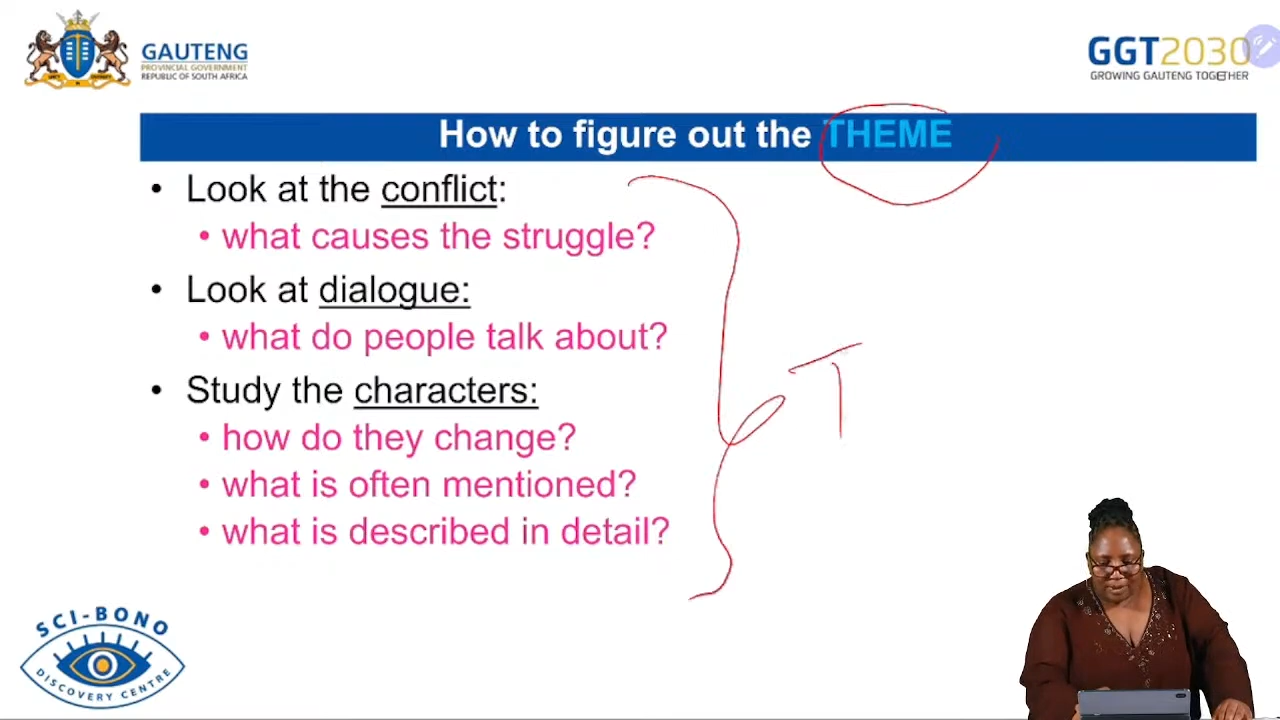 GAUTENG
PROVINCIAL GOVERNMENT
REPUBLIC OF SOUTH AFRICA
GGT2030
GROWING GAUTENG TOGETHER
How to figure out the THEME
• Look at the conflict:
• what causes the struggle?
• Look at dialogue:
• what do people talk about?
• Study the characters:
• how do they change?
• what is often mentioned?
• what is described in detail?
T
SCI-BONO
DISCOVERY CENTRE